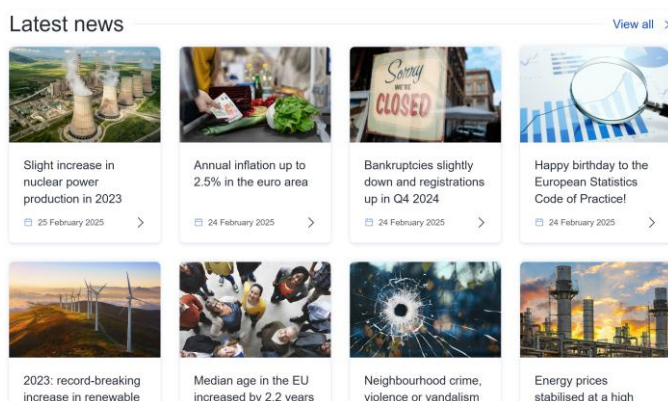 Latest news
View all
Sorry
WE'RE
CLOSED
Slight increase in
nuclear power
production in 2023
25 February 2025
Annual inflation up to
2.5% in the euro area
24 February 2025
Bankruptcies slightly
down and registrations
up in Q4 2024
24 February 2025
Happy birthday to the
European Statistics
Code of Practice!
24 February 2025
2023: record-breaking
increase in renewable
Median age in the EU
increased by 2.2 years
Neighbourhood crime,
violence or vandalism
Energy prices
stabilised at a high